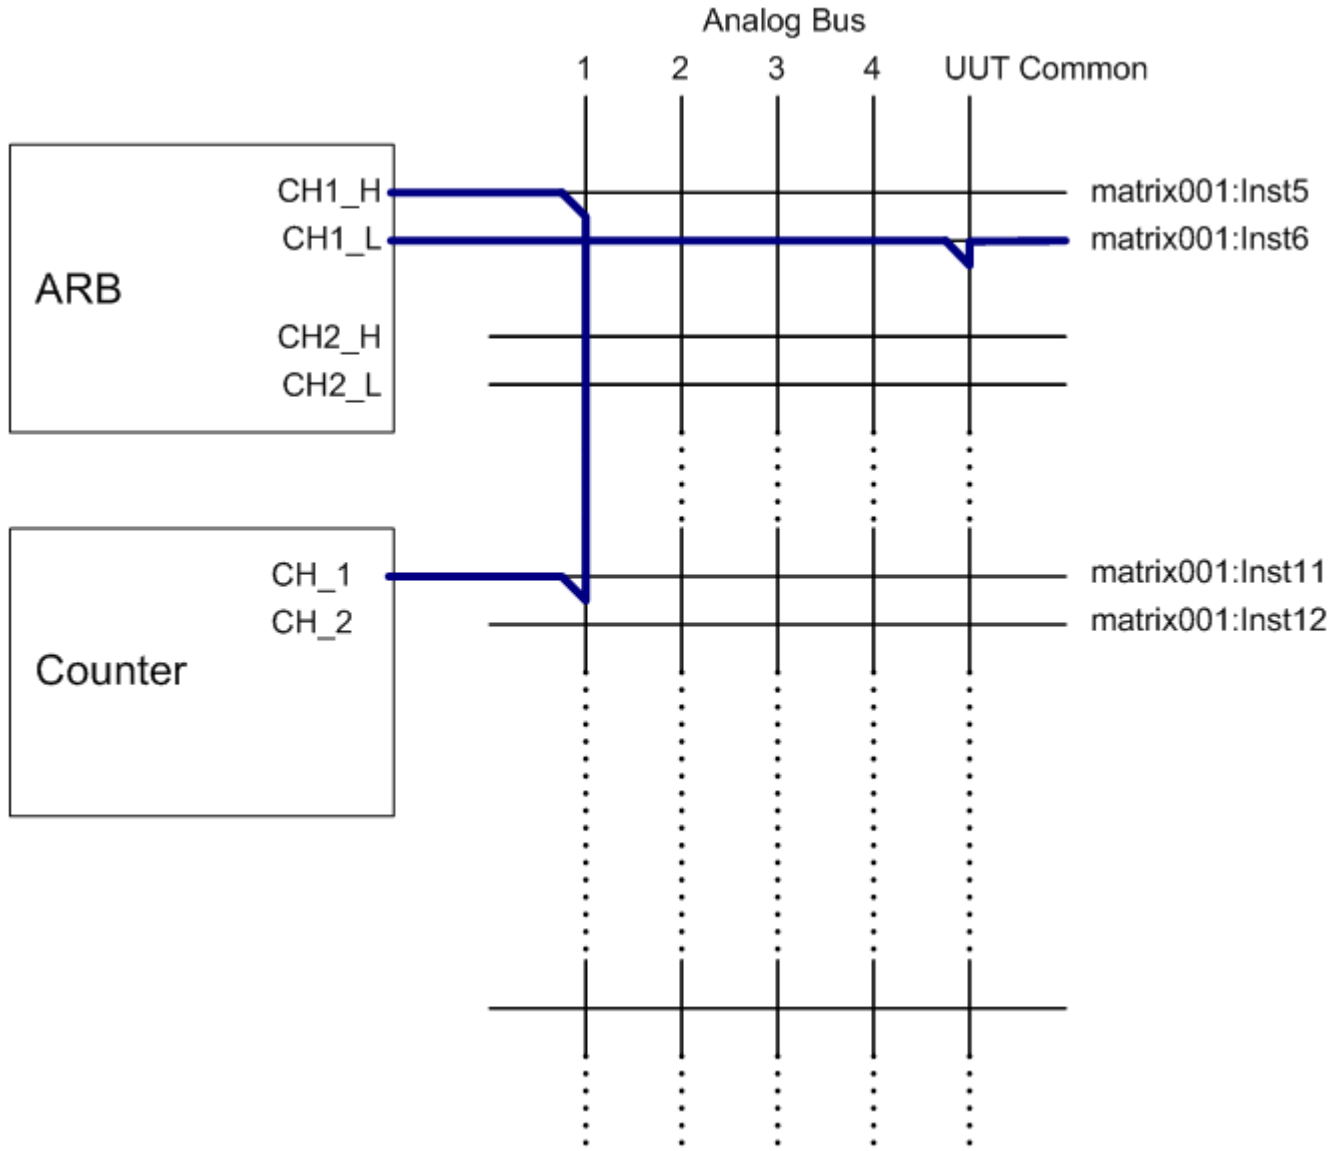 Analog Bus
1 2 3 4 UUT Common
CH1_H matrix001:Inst5
CH1_L matrix001:Inst6
ARB
CH2_H
CH2_L
CH_1 matrix001:Inst11
CH_2 matrix001:Inst12
Counter